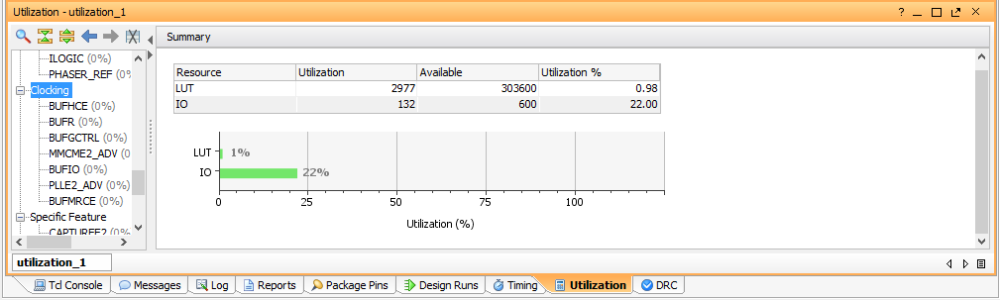 Utilization - utilization_1
Summary
ILOGIC (0%)
PHASER_REF (0%
Clocking
BUFHCE (0%)
BUFR (0%)
BUFGCTRL (0%)
MMCME2_ADV (0
BUFIO (0%)
PLLE2_ADV (0%)
BUFMRCE (0%)
Specific Feature
CAPTUREE2 (0%)
Resource Utilization Available Utilization %
LUT 2977 303600 0.98
IO 132 600 22.00
LUT 1%
IO 22%
0 25 50 75 100
Utilization (%)
utilization_1
Tcl Console Messages Log Reports Package Pins Design Runs Timing Utilization DRC